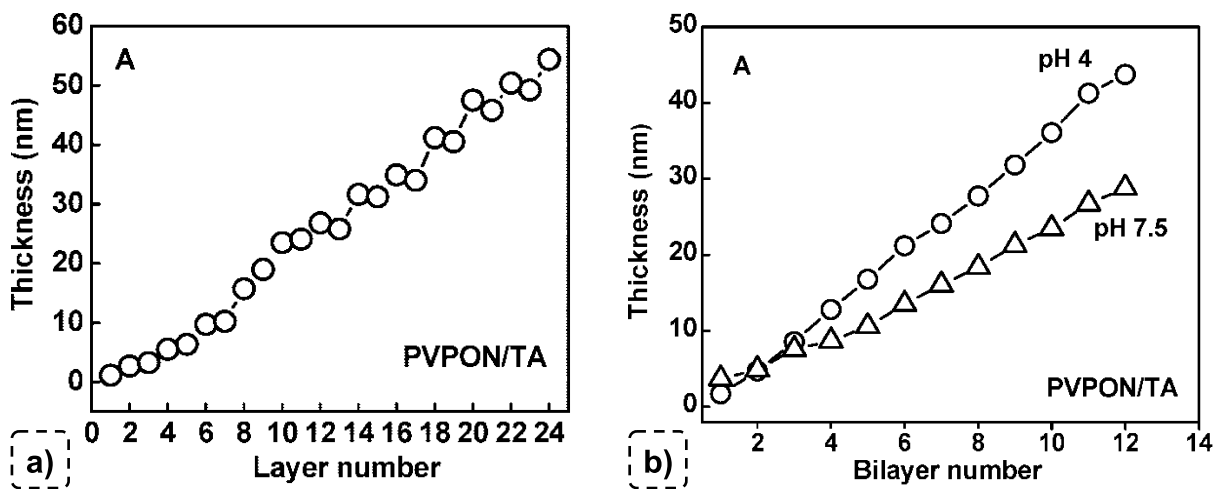 A
Thickness (nm)
60
50
40
30
20
10
0
PVPON/TA
0 2 4 6 8 10 12 14 16 18 20 22 24
Layer number
a)
A
pH 4
Thickness (nm)
50
40
30
20
10
0
pH 7.5
PVPON/TA
2 4 6 8 10 12 14
Bilayer number
b)